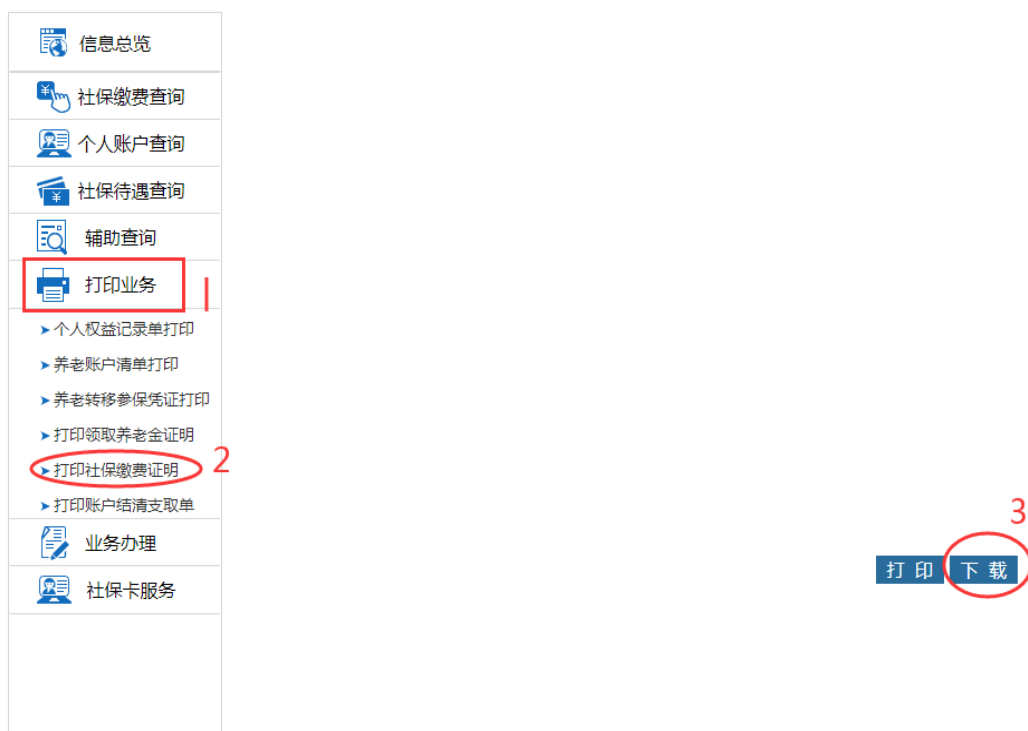 信息总览
社保缴费查询
个人账户查询
社保待遇查询
辅助查询
打印业务 1
个人权益记录单打印
养老账户清单打印
养老转移参保凭证打印
打印领取养老金证明
打印社保缴费证明 2
打印账户结清支取单
业务办理
社保卡服务
3
打印 下载